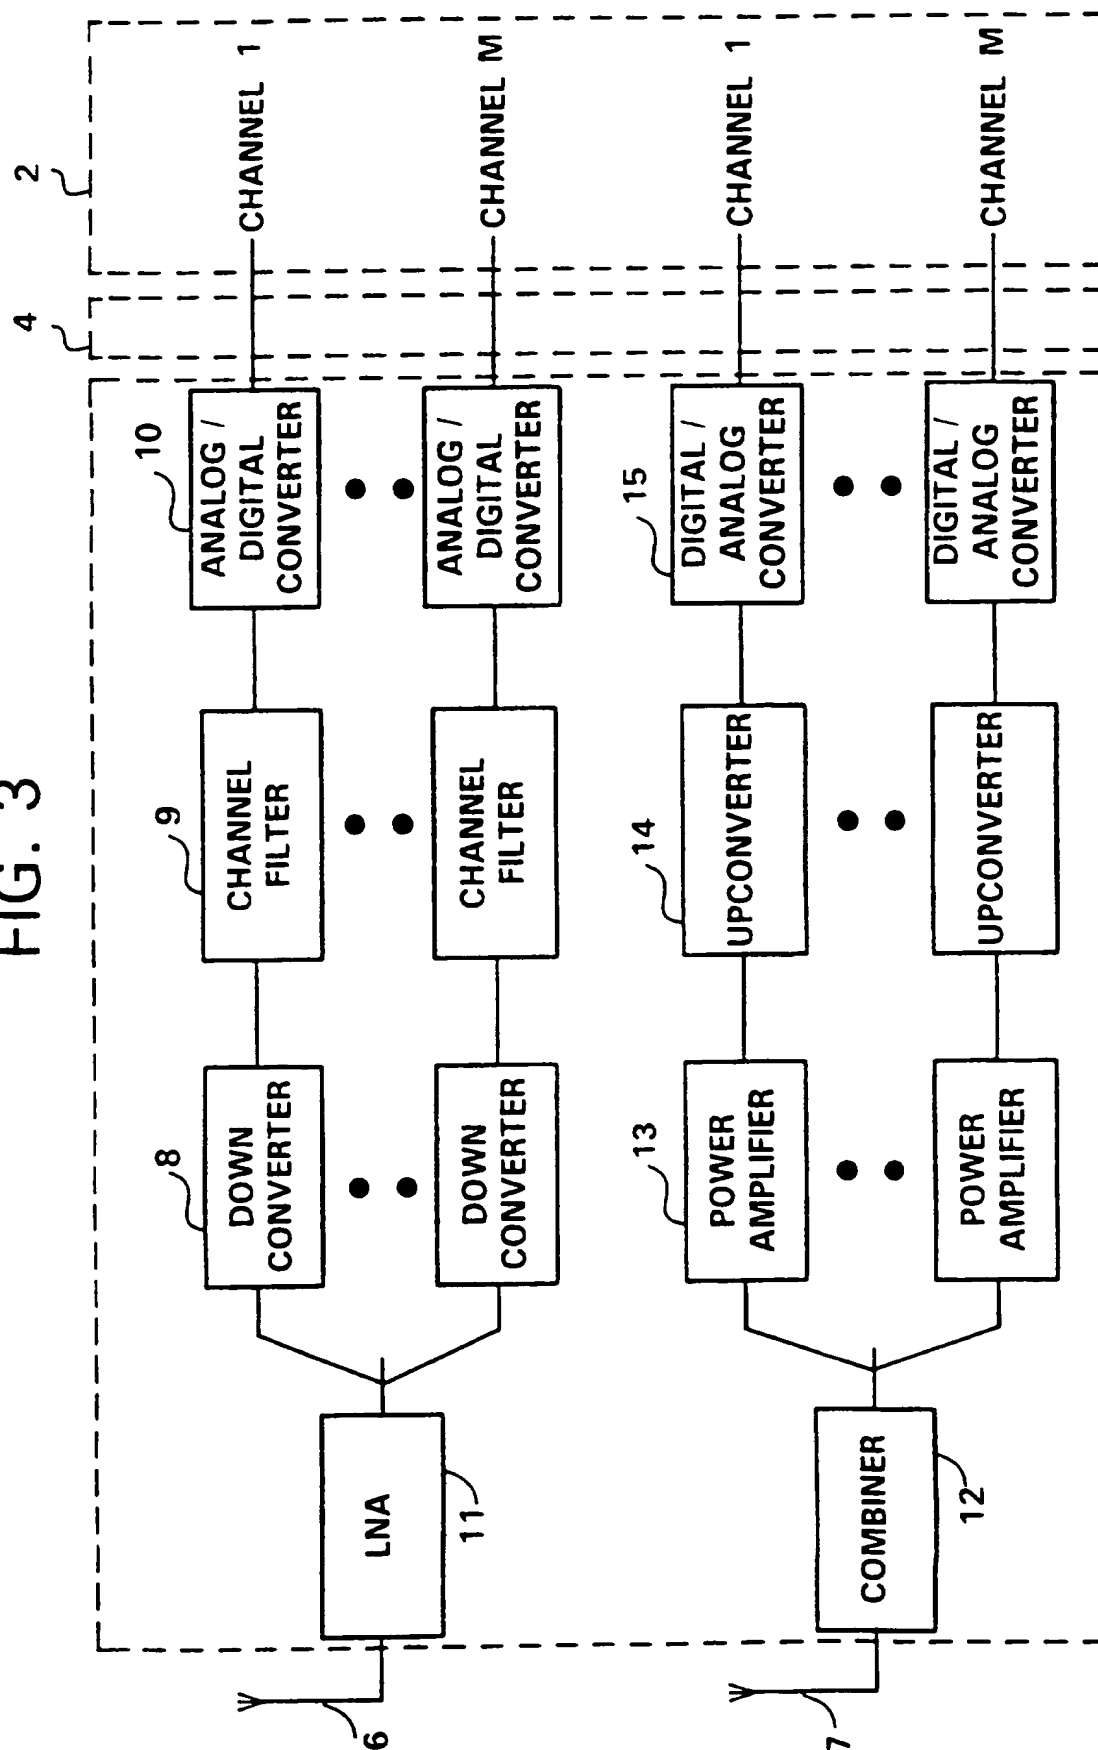 FIG. 3
2
4
10
9
8
ANALOG /
DIGITAL
CONVERTER
CHANNEL 1
CHANNEL
FILTER
DOWN
CONVERTER
ANALOG /
DIGITAL
CONVERTER
CHANNEL M
CHANNEL
FILTER
DOWN
CONVERTER
LNA
11
6
15
14
13
DIGITAL /
ANALOG
CONVERTER
CHANNEL 1
UPCONVERTER
POWER
AMPLIFIER
DIGITAL /
ANALOG
CONVERTER
CHANNEL M
UPCONVERTER
POWER
AMPLIFIER
COMBINER
12
7